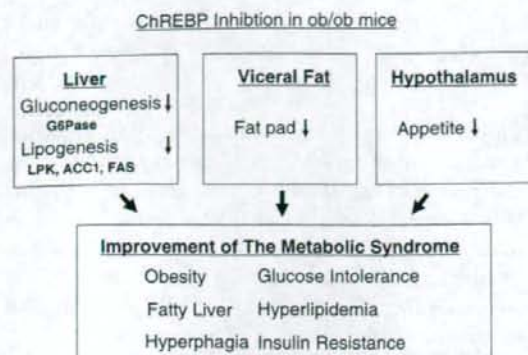 ChREBP Inhibtion in ob/ob mice
Liver
Gluconeogenesis ↓
G6Pase
Lipogenesis ↓
LPK, ACC1, FAS
Viceral Fat
Fat pad ↓
Hypothalamus
Appetite ↓
Improvement of The Metabolic Syndrome
Obesity Glucose Intolerance
Fatty Liver Hyperlipidemia
Hyperphagia Insulin Resistance